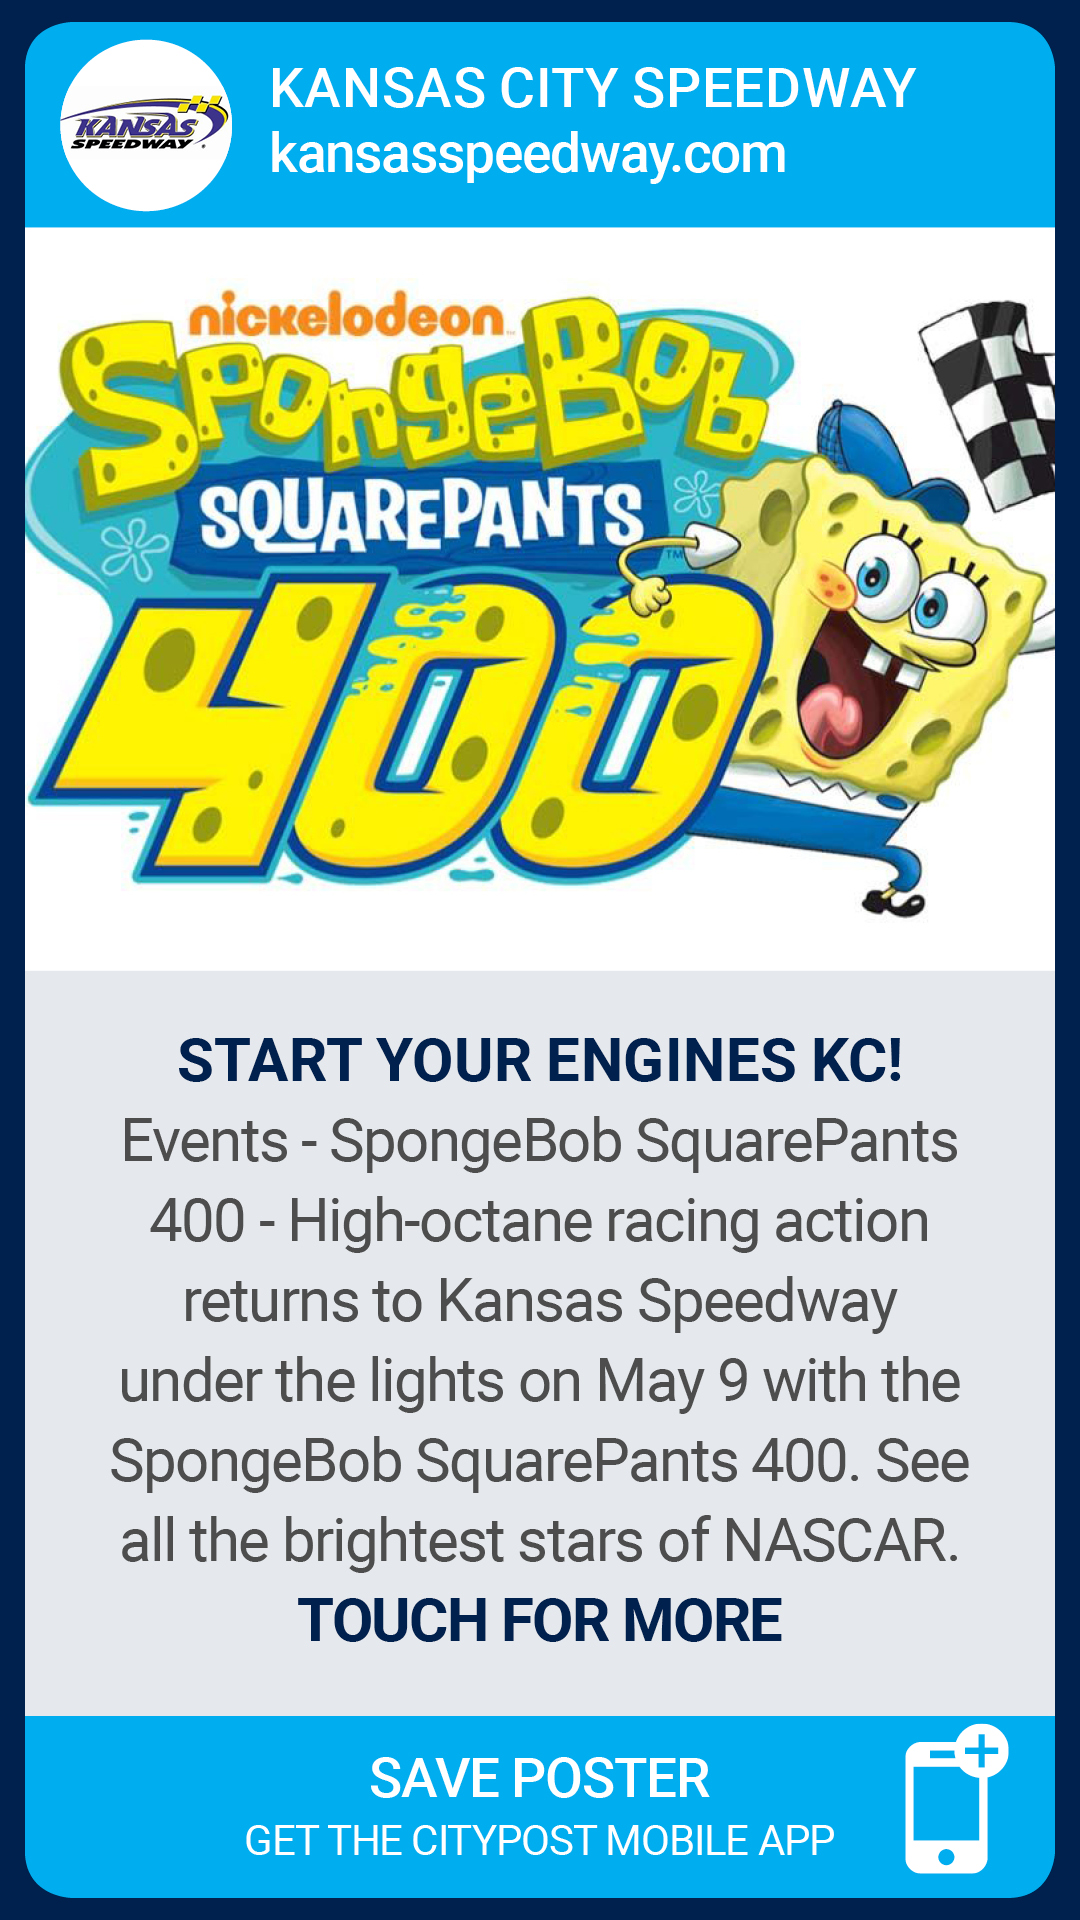 KANSAS CITY SPEEDWAY
kansasspeedway.com
KANSAS
SPEEDWAY
nickelodeon
SPONGEBOB
SQUAREPANTS
TM
400
START YOUR ENGINES KC!
Events - SpongeBob SquarePants
400 - High-octane racing action
returns to Kansas Speedway
under the lights on May 9 with the
SpongeBob SquarePants 400. See
all the brightest stars of NASCAR.
TOUCH FOR MORE
SAVE POSTER
GET THE CITYPOST MOBILE APP